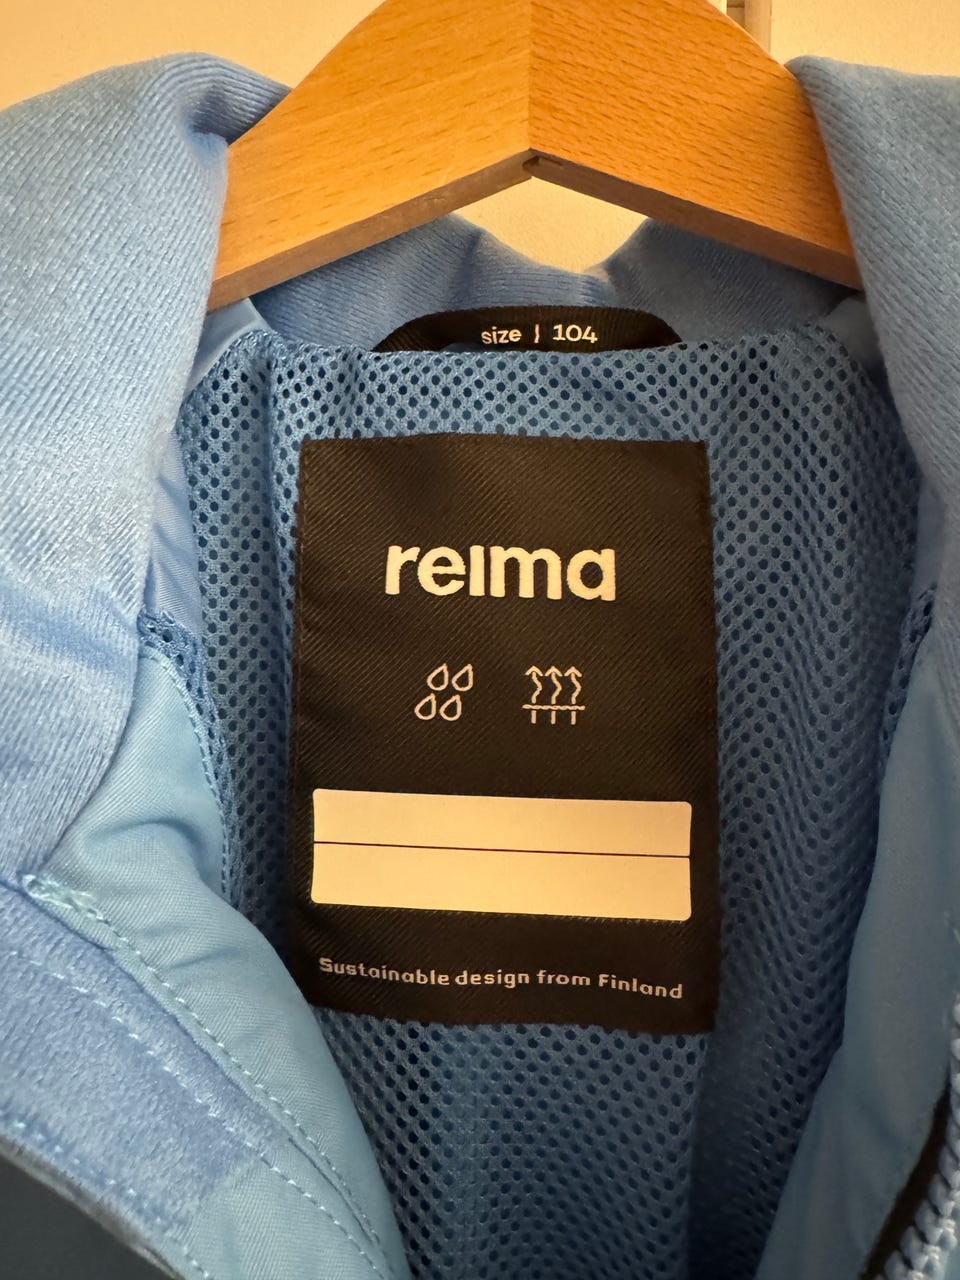 size | 104
reima
Sustainable design from Finland